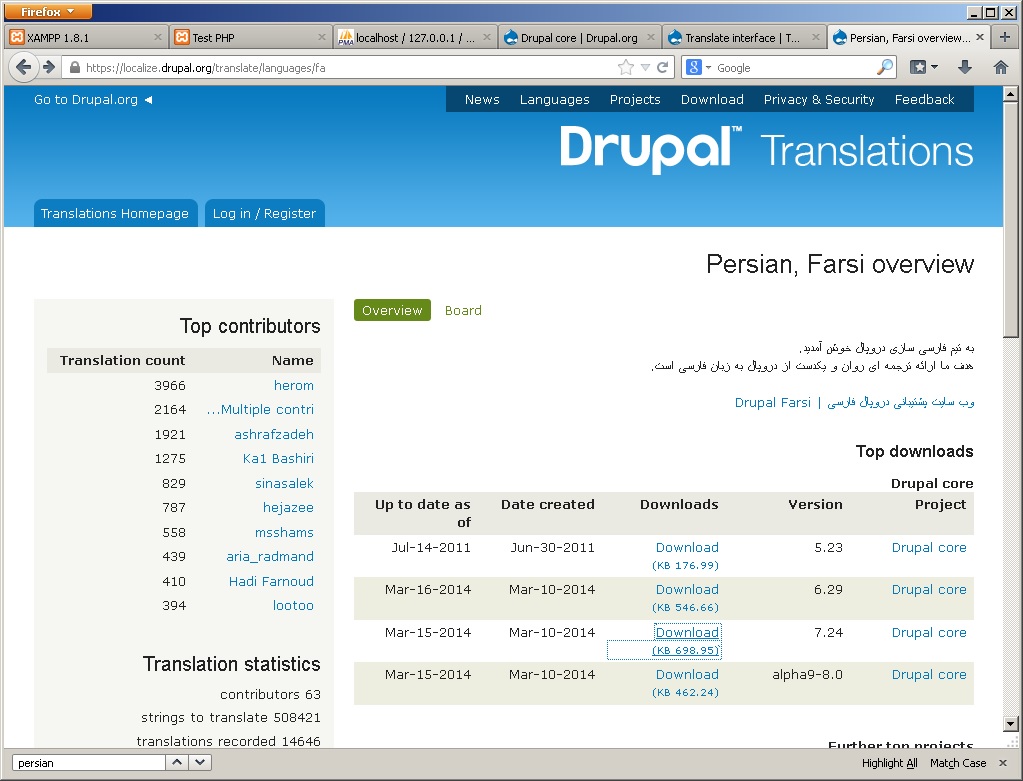 Firefox
XAMPP 1.8.1
Test PHP
localhost / 127.0.0.1 / ...
Drupal core | Drupal.org
Translate interface | T...
Persian, Farsi overview...
https://localize.drupal.org/translate/languages/fa
Google
Go to Drupal.org
News Languages Projects Download Privacy & Security Feedback
Drupal™ Translations
Translations Homepage
Log in / Register
Persian, Farsi overview
Overview
Board
به تیم فارسی سازی دروپال خوش آمدید.
هدف ما ارائه ترجمه ای روان و یکدست از دروپال به زبان فارسی است.
وب سایت پشتیبانی دروپال فارسی | Drupal Farsi
Top contributors
Translation count Name
3966 herom
2164 ...Multiple contri
1921 ashrafzadeh
1275 Ka1 Bashiri
829 sinasalek
787 hejazee
558 msshams
439 aria_radmand
410 Hadi Farnoud
394 lootoo
Translation statistics
contributors 63
strings to translate 508421
translations recorded 14646
Top downloads
Drupal core
Up to date as of Date created Downloads Version Project
Jul-14-2011 Jun-30-2011 Download (KB 176.99) 5.23 Drupal core
Mar-16-2014 Mar-10-2014 Download (KB 546.66) 6.29 Drupal core
Mar-15-2014 Mar-10-2014 Download (KB 698.95) 7.24 Drupal core
Mar-15-2014 Mar-10-2014 Download (KB 462.24) alpha9-8.0 Drupal core
Further top projects
persian
Highlight All Match Case